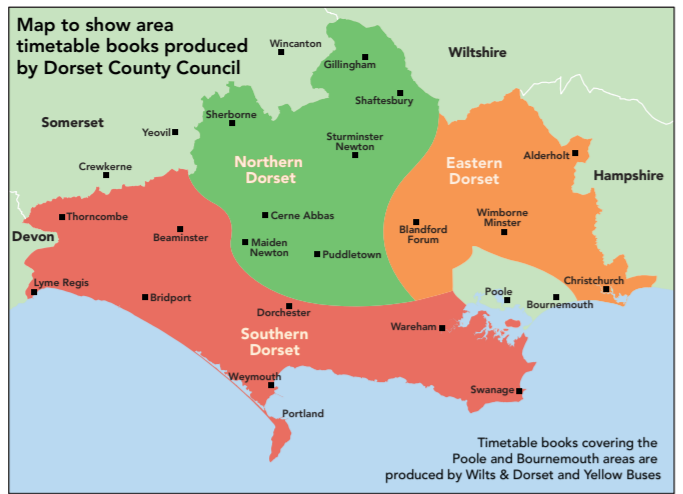 Map to show area
timetable books produced
by Dorset County Council
Wincanton
Wiltshire
Gillingham
Shaftesbury
Somerset
Sherborne
Yeovil
Sturminster
Newton
Northern
Dorset
Eastern
Dorset
Alderholt
Crewkerne
Hampshire
Thorncombe
Cerne Abbas
Wimborne
Minster
Devon
Beaminster
Blandford
Forum
Maiden
Newton
Puddletown
Lyme Regis
Bridport
Poole
Christchurch
Bournemouth
Dorchester
Southern
Dorset
Wareham
Weymouth
Swanage
Portland
Timetable books covering the
Poole and Bournemouth areas are
produced by Wilts & Dorset and Yellow Buses